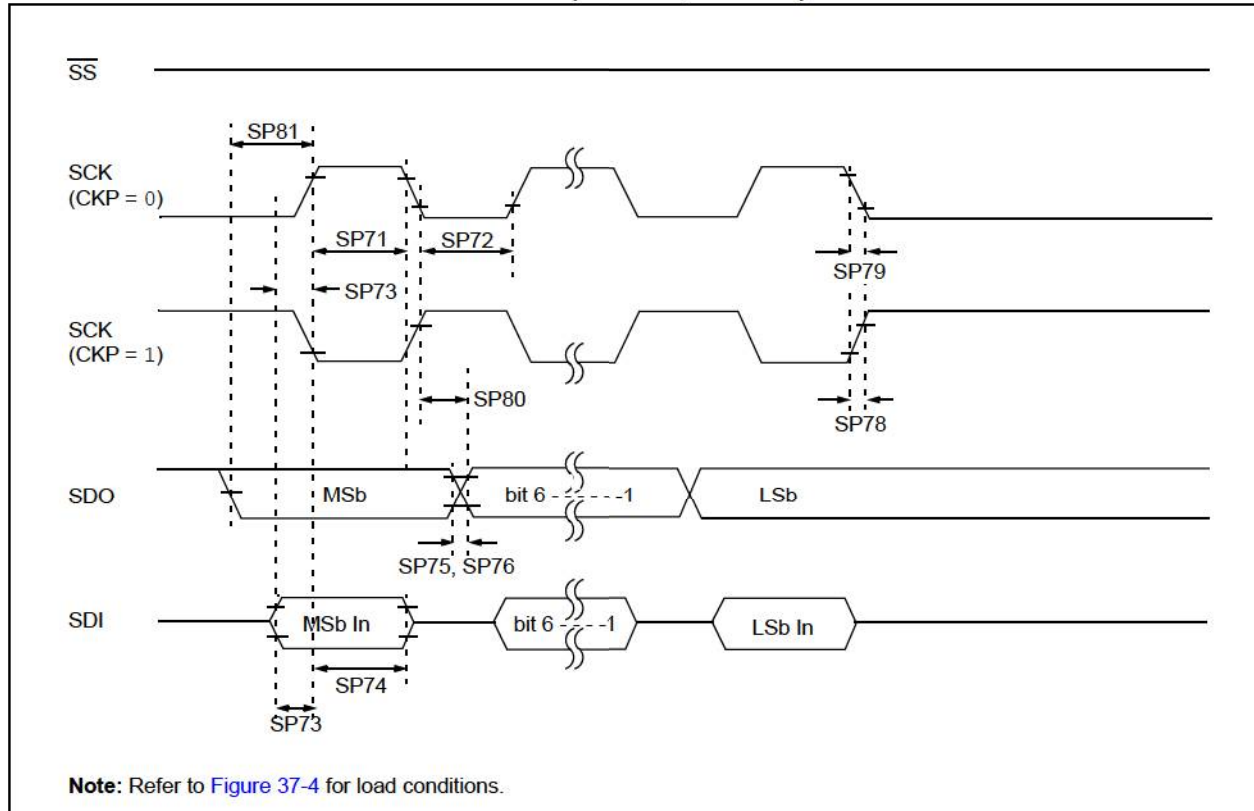 SS
SP81
SCK
(CKP = 0)
SP71
SP72
SP79
SP73
SCK
(CKP = 1)
SP80
SP78
SDO
MSb
bit 6 - - - - - -1
LSb
SP75, SP76
SDI
MSb In
bit 6 - - - -1
LSb In
SP74
SP73
Note: Refer to Figure 37-4 for load conditions.